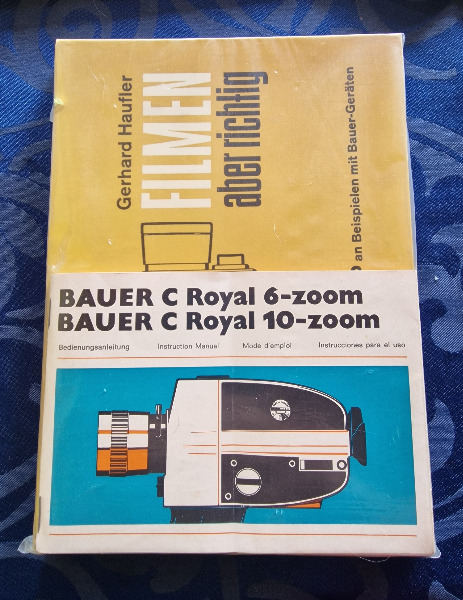 Gerhard Haufler
FILMEN
aber richtig
an Beispielen mit Bauer-Geräten
BAUER C Royal 6-zoom
BAUER C Royal 10-zoom
Bedienungsanleitung Instruction Manual Mode d'emploi Instrucciones para el uso